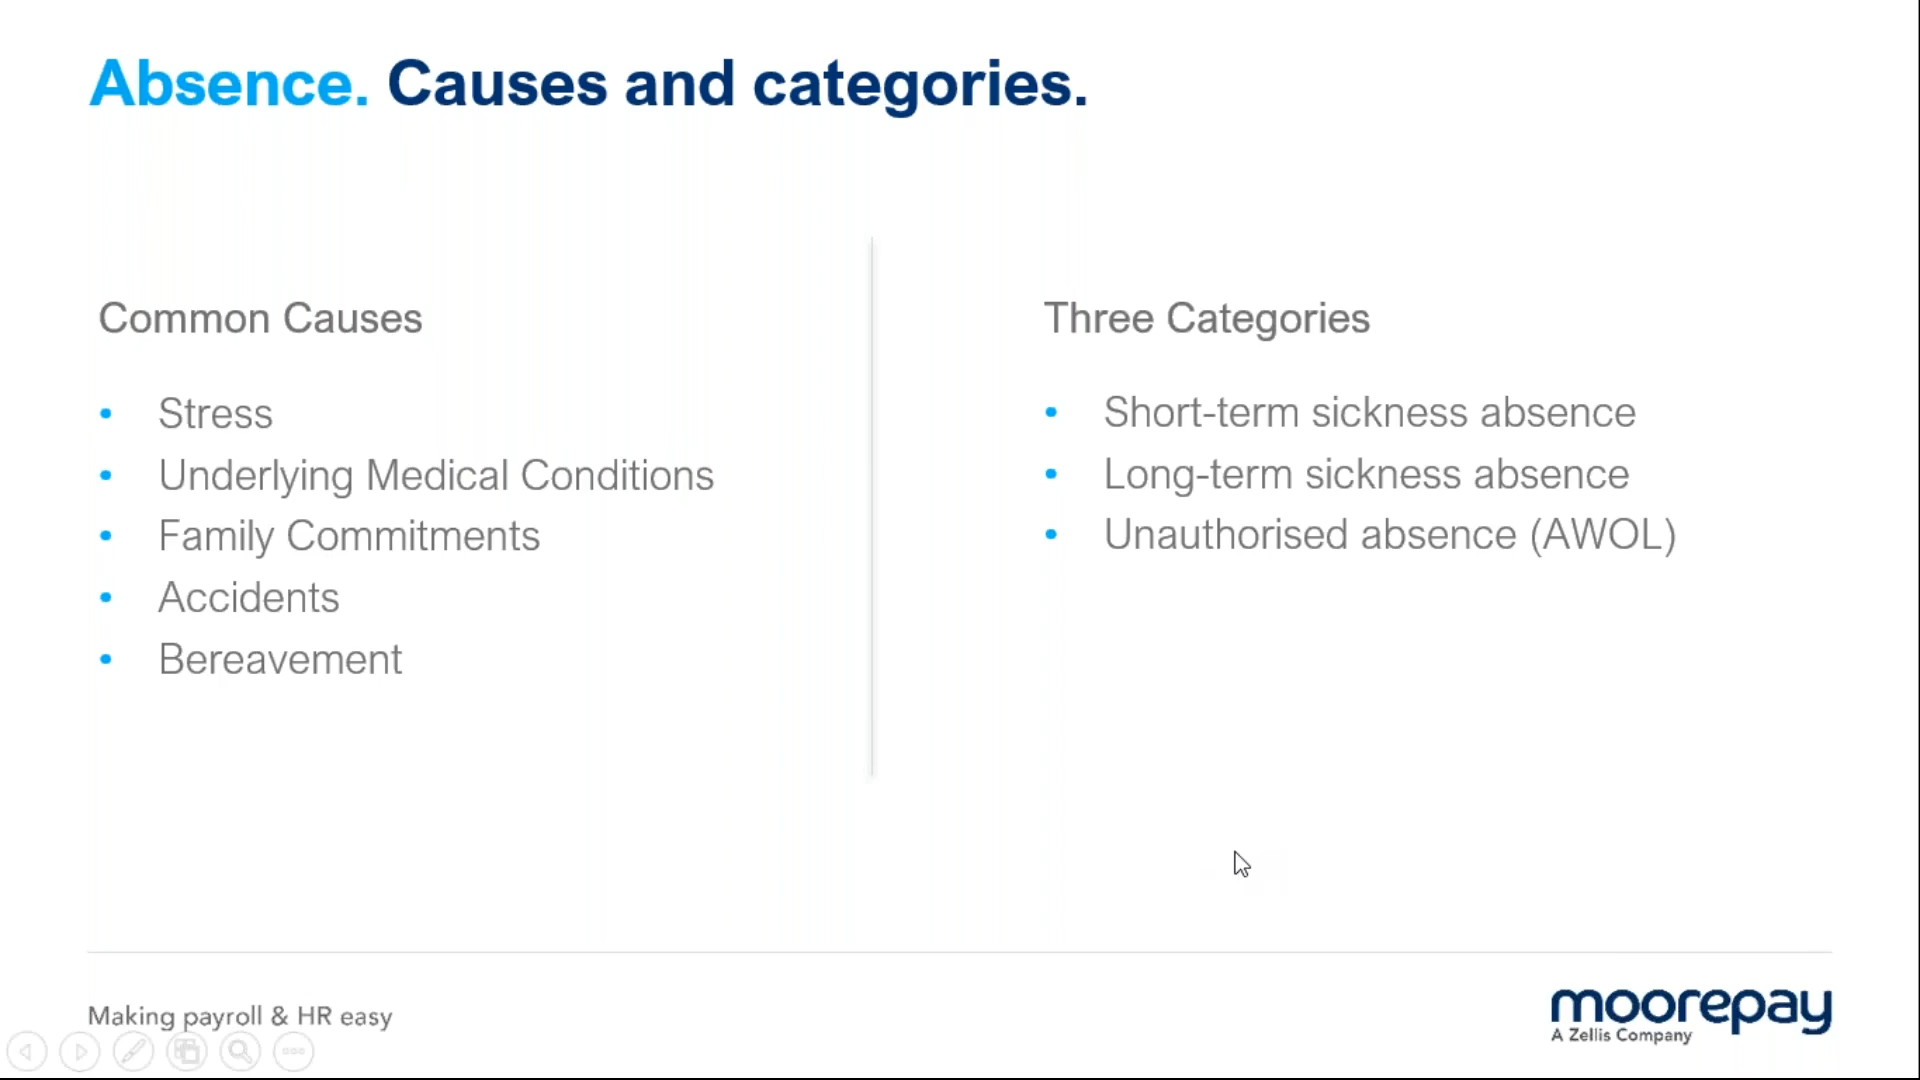 Absence. Causes and categories.
Common Causes
• Stress
• Underlying Medical Conditions
• Family Commitments
• Accidents
• Bereavement
Three Categories
• Short-term sickness absence
• Long-term sickness absence
• Unauthorised absence (AWOL)
Making payroll & HR easy
moorepay
A Zellis Company